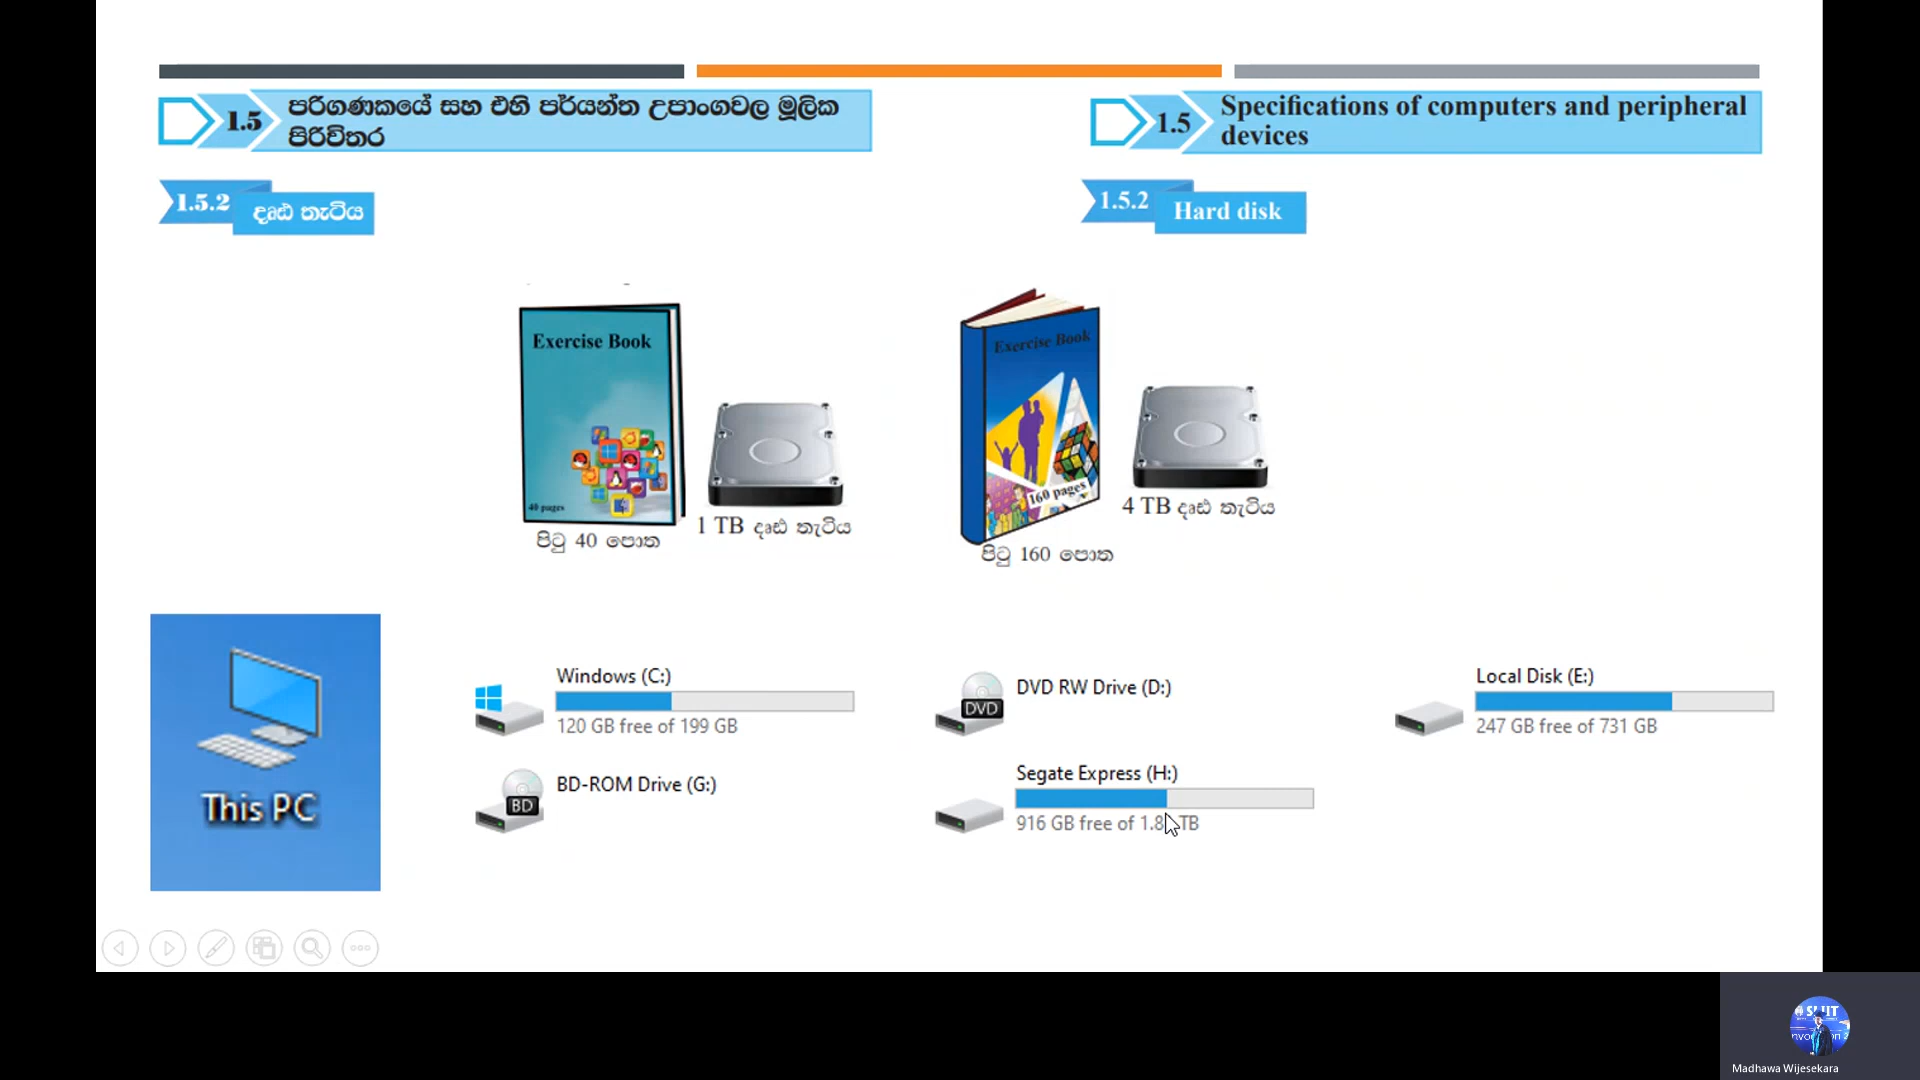 1.5
පරිගණකයේ සහ එහි පර්යන්ත උපාංගවල මූලික
පිරිවිතර
1.5
Specifications of computers and peripheral
devices
1.5.2
දෘඪ තැටිය
1.5.2
Hard disk
Exercise Book
40 pages
පිටු 40 පොත
1 TB දෘඪ තැටිය
Exercise Book
160 pages
පිටු 160 පොත
4 TB දෘඪ තැටිය
This PC
Windows (C:)
120 GB free of 199 GB
DVD
DVD RW Drive (D:)
Local Disk (E:)
247 GB free of 731 GB
BD
BD-ROM Drive (G:)
Segate Express (H:)
916 GB free of TB
Madhawa Wijesekara